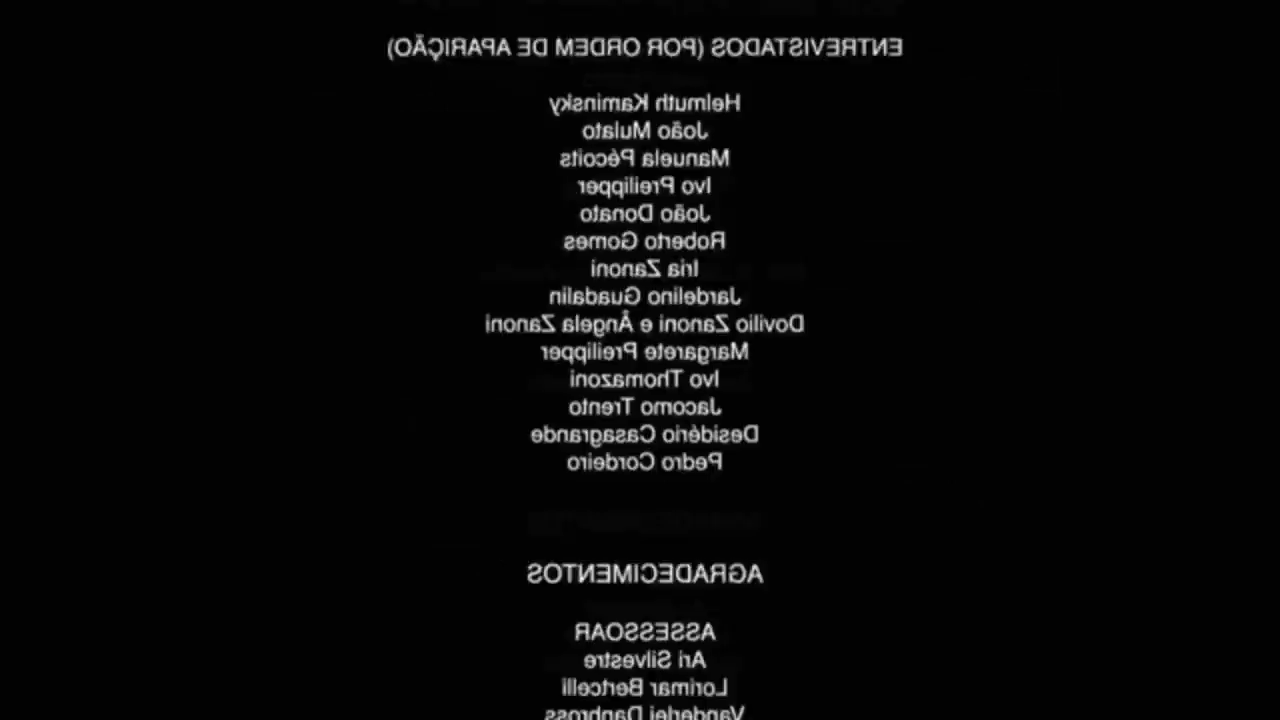 ENTREVISTADOS (POR ORDEM DE APARIÇÃO)
Helmuth Kaminsky
João Mulato
Manuela Pécoits
Ivo Preilipper
João Donato
Roberto Gomes
Iria Zanoni
Jardelino Guadalin
Dovilio Zanoni e Ângela Zanoni
Margarete Preilipper
Ivo Thomazoni
Jacomo Trento
Desidério Casagrande
Pedro Cordeiro
AGRADECIMENTOS
ASSESSOAR
Ari Silvestre
Lorimar Bertcelli
Vanderlei Danbross